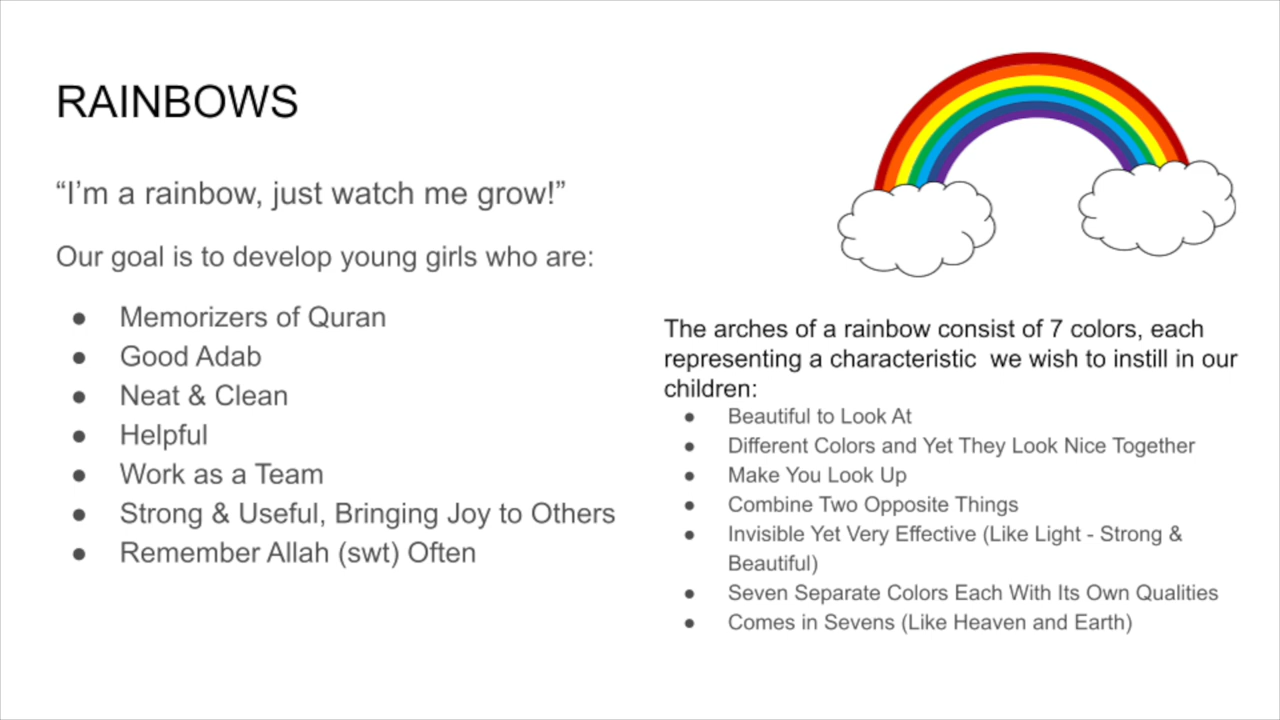 RAINBOWS
“I’m a rainbow, just watch me grow!”
Our goal is to develop young girls who are:
● Memorizers of Quran
● Good Adab
● Neat & Clean
● Helpful
● Work as a Team
● Strong & Useful, Bringing Joy to Others
● Remember Allah (swt) Often
The arches of a rainbow consist of 7 colors, each
representing a characteristic  we wish to instill in our
children:
● Beautiful to Look At
● Different Colors and Yet They Look Nice Together
● Make You Look Up
● Combine Two Opposite Things
● Invisible Yet Very Effective (Like Light - Strong &
Beautiful)
● Seven Separate Colors Each With Its Own Qualities
● Comes in Sevens (Like Heaven and Earth)